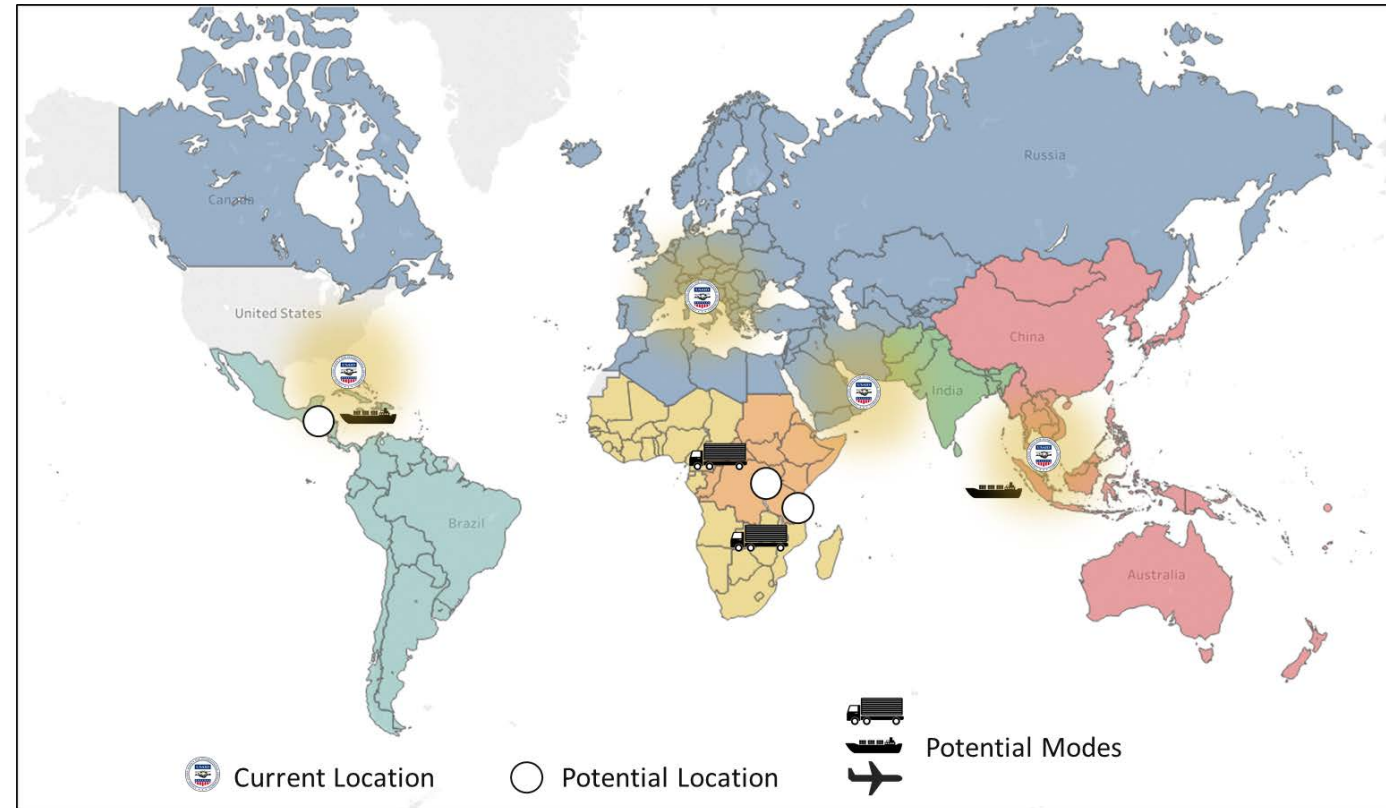 Russia
Canada
United States
China
India
Brazil
Australia
Potential Modes
Current Location
Potential Location